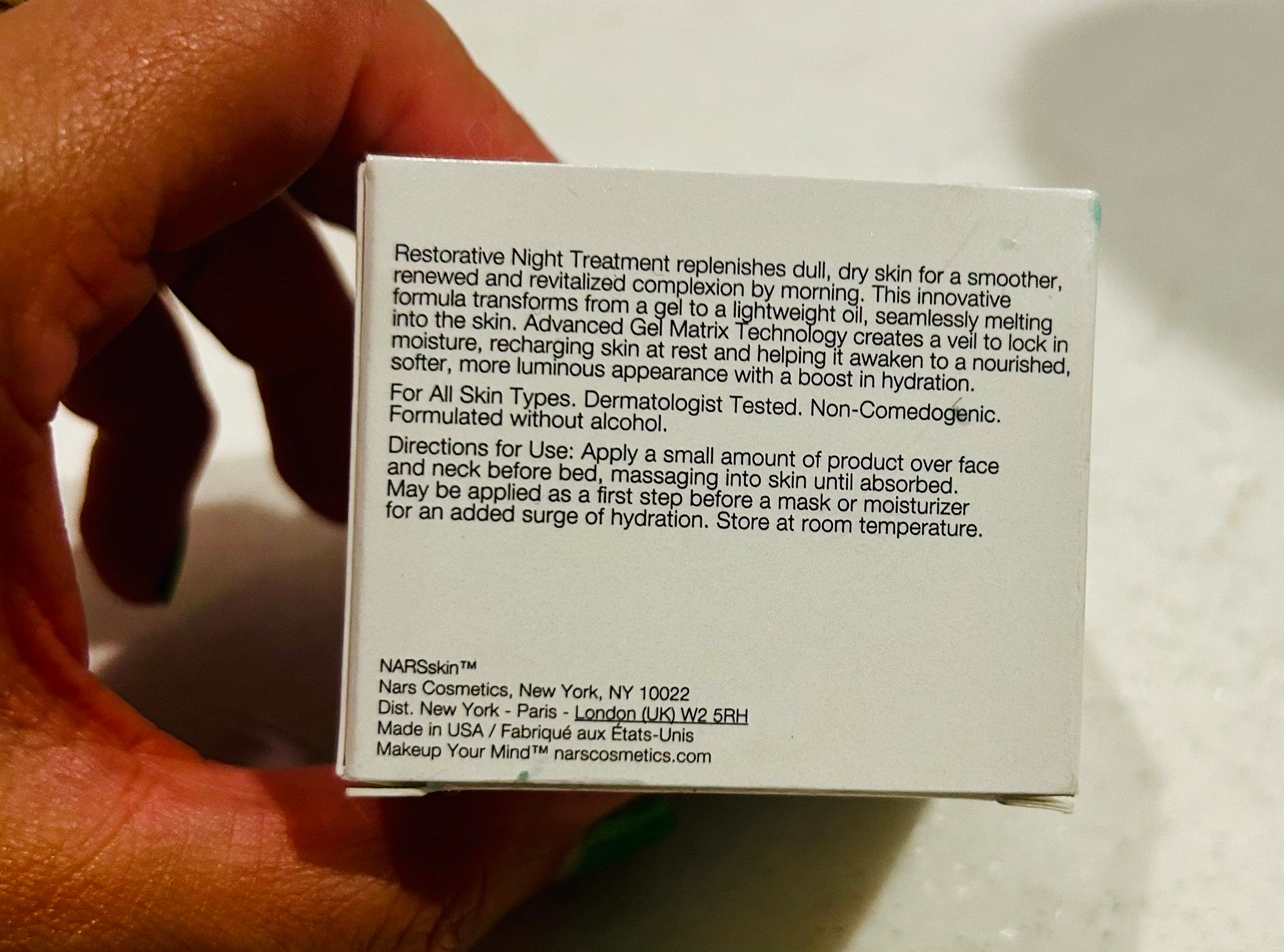 Restorative Night Treatment replenishes dull, dry skin for a smoother,
renewed and revitalized complexion by morning. This innovative
formula transforms from a gel to a lightweight oil, seamlessly melting
into the skin. Advanced Gel Matrix Technology creates a veil to lock in
moisture, recharging skin at rest and helping it awaken to a nourished,
softer, more luminous appearance with a boost in hydration.
For All Skin Types. Dermatologist Tested. Non-Comedogenic.
Formulated without alcohol.
Directions for Use: Apply a small amount of product over face
and neck before bed, massaging into skin until absorbed.
May be applied as a first step before a mask or moisturizer
for an added surge of hydration. Store at room temperature.
NARSskin™
Nars Cosmetics, New York, NY 10022
Dist. New York - Paris - London (UK) W2 5RH
Made in USA / Fabriqué aux États-Unis
Makeup Your Mind™ narscosmetics.com